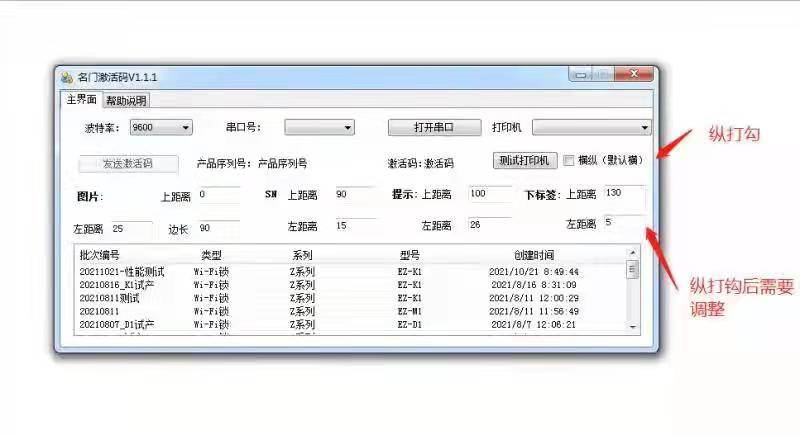 名门激活码V1.1.1
主界面 帮助说明
波特率： 9600 串口号： 打开串口 打印机
纵打勾
发送激活码 产品序列号：产品序列号 激活码：激活码 测试打印机 横纵（默认横）
图片： 上距离 0 SN 上距离 90 提示：上距离 100 下标签：上距离 130
左距离 25 边长 90 左距离 15 左距离 26 左距离 5
纵打钩后需要
调整
批次编号 类型 系列 型号 创建时间
20211021-性能测试 Wi-Fi锁 Z系列 EZ-K1 2021/10/21 8:49:44
20210816_K1试产 Wi-Fi锁 Z系列 EZ-K1 2021/8/16 8:31:09
20210811测试 Wi-Fi锁 Z系列 EZ-K1 2021/8/11 12:00:29
20210811 Wi-Fi锁 Z系列 EZ-M1 2021/8/11 11:56:49
20210807_D1试产 Wi-Fi锁 Z系列 EZ-D1 2021/8/7 12:06:21